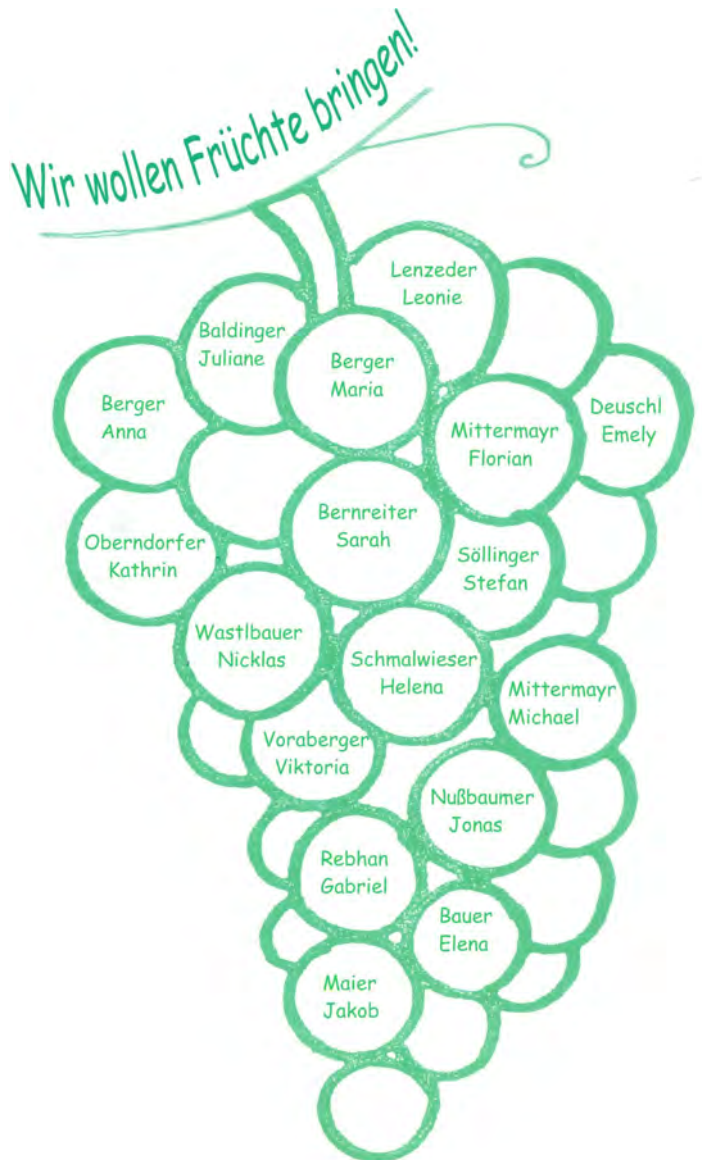 Wir wollen Früchte bringen!
Lenzeder
Leonie
Baldinger
Juliane
Berger
Maria
Berger
Anna
Mittermayr
Florian
Deuschl
Emely
Bernreiter
Sarah
Oberndorfer
Kathrin
Söllinger
Stefan
Wastlbauer
Nicklas
Schmalwieser
Helena
Mittermayr
Michael
Voraberger
Viktoria
Nußbaumer
Jonas
Rebhan
Gabriel
Bauer
Elena
Maier
Jakob